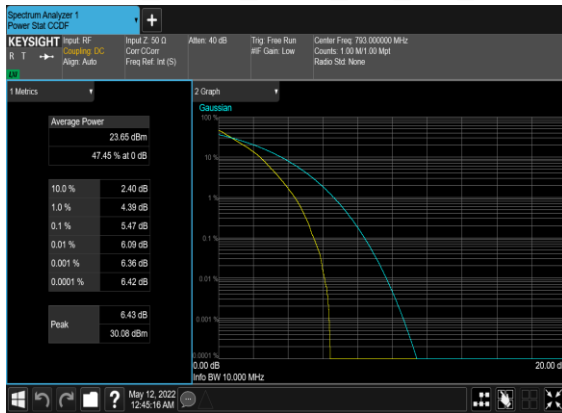 Spectrum Analyzer 1
Power Stat CCDF
KEYSIGHT
R T
Input: RF
Coupling: DC
Align: Auto
Input Z: 50 Ω
Corr CCorr
Freq Ref: Int (S)
Atten: 40 dB
Trig: Free Run
#IF Gain: Low
Center Freq: 793.000000 MHz
Counts: 1.00 M/1.00 Mpt
Radio Std: None
1 Metrics
Average Power
23.65 dBm
47.45 % at 0 dB
10.0 % 2.40 dB
1.0 % 4.39 dB
0.1 % 5.47 dB
0.01 % 6.09 dB
0.001 % 6.36 dB
0.0001 % 6.42 dB
Peak
6.43 dB
30.08 dBm
2 Graph
Gaussian
100 %
10 %
1 %
0.1 %
0.01 %
0.001 %
0.0001 %
0.00 dB 20.00 dB
Info BW 10.000 MHz
?
May 12, 2022
12:45:16 AM